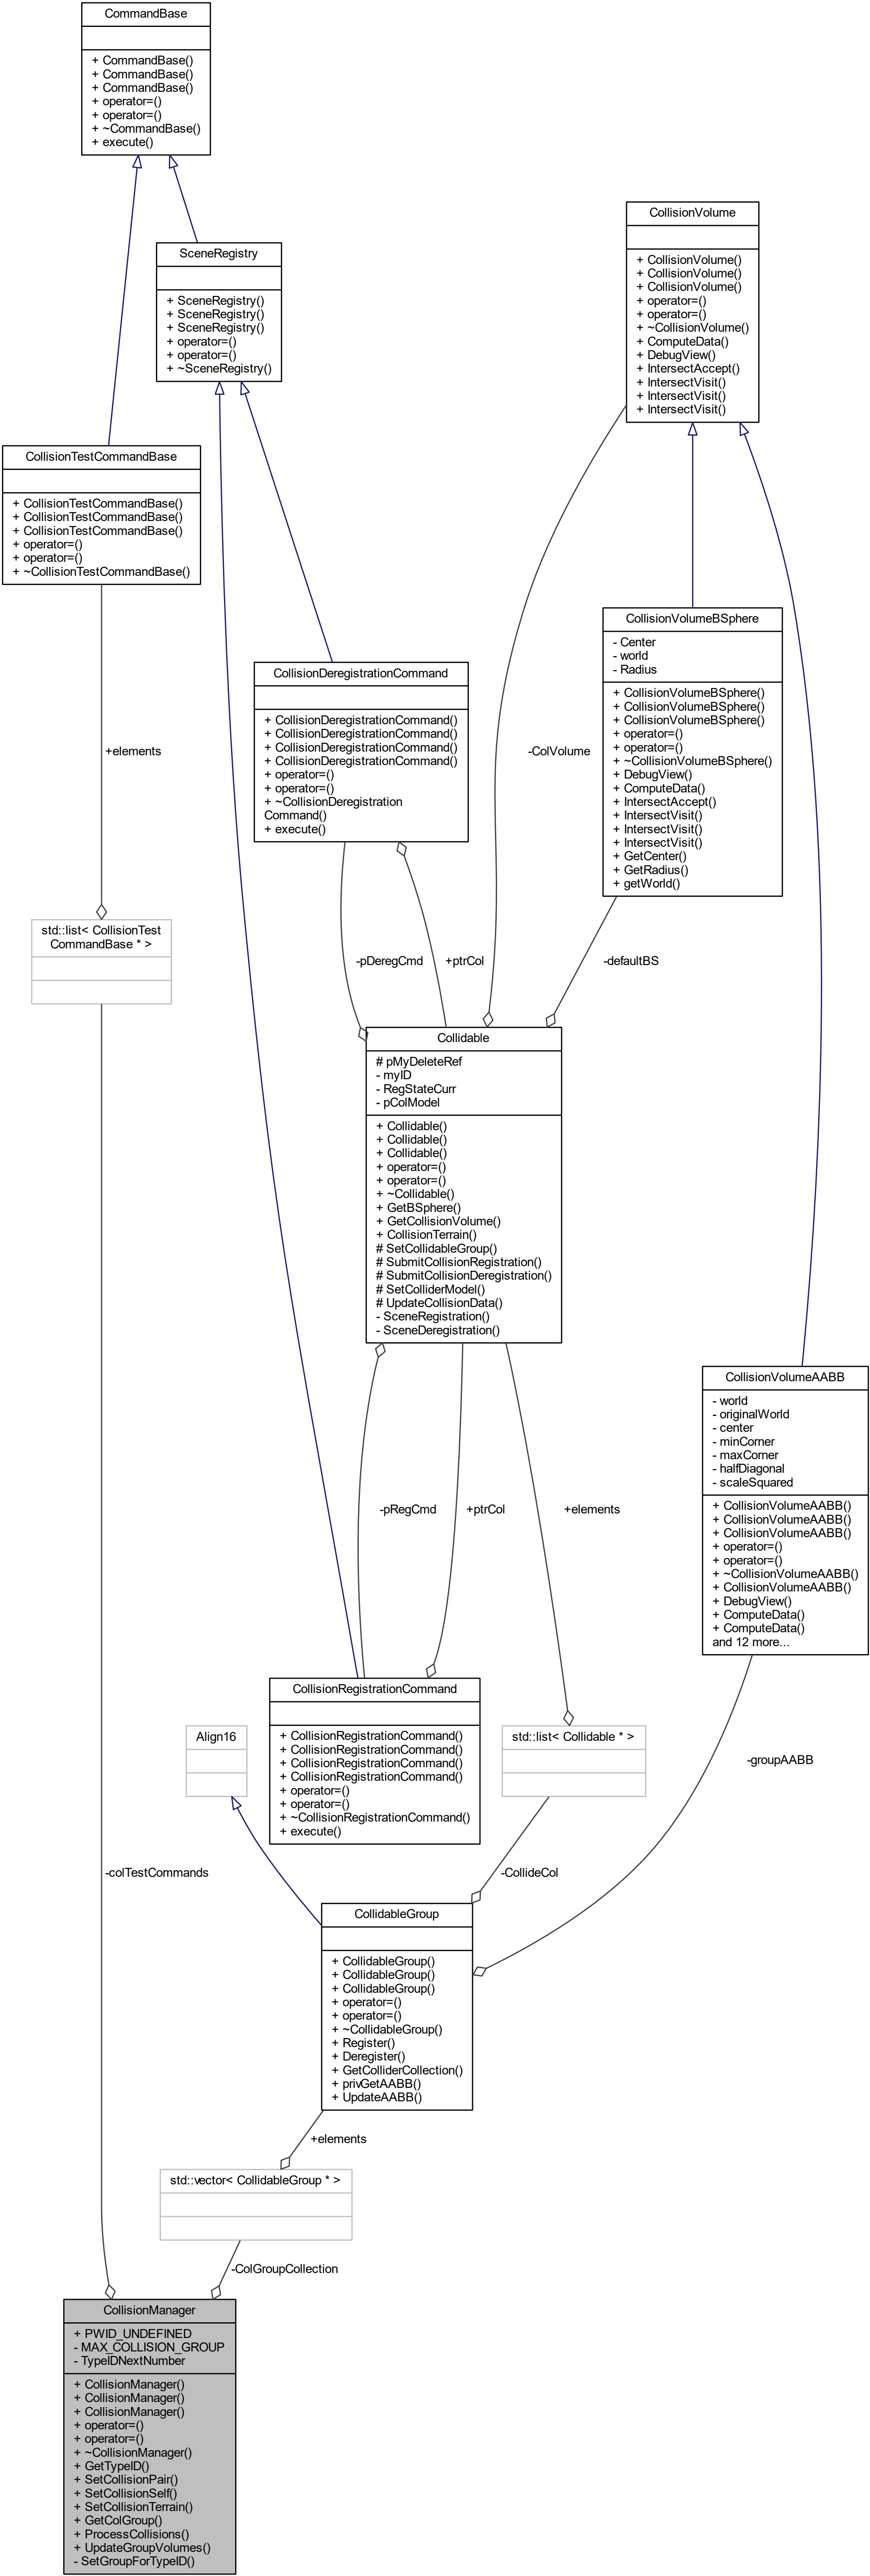 CommandBase
+ CommandBase()
+ CommandBase()
+ CommandBase()
+ operator=()
+ operator=()
+ ~CommandBase()
+ execute()
CollisionVolume
+ CollisionVolume()
+ CollisionVolume()
+ CollisionVolume()
+ operator=()
+ operator=()
+ ~CollisionVolume()
+ ComputeData()
+ DebugView()
+ IntersectAccept()
+ IntersectVisit()
+ IntersectVisit()
+ IntersectVisit()
SceneRegistry
+ SceneRegistry()
+ SceneRegistry()
+ SceneRegistry()
+ operator=()
+ operator=()
+ ~SceneRegistry()
CollisionTestCommandBase
+ CollisionTestCommandBase()
+ CollisionTestCommandBase()
+ CollisionTestCommandBase()
+ operator=()
+ operator=()
+ ~CollisionTestCommandBase()
CollisionVolumeBSphere
- Center
- world
- Radius
+ CollisionVolumeBSphere()
+ CollisionVolumeBSphere()
+ CollisionVolumeBSphere()
+ operator=()
+ operator=()
+ ~CollisionVolumeBSphere()
+ DebugView()
+ ComputeData()
+ IntersectAccept()
+ IntersectVisit()
+ IntersectVisit()
+ IntersectVisit()
+ GetCenter()
+ GetRadius()
+ getWorld()
CollisionDeregistrationCommand
+ CollisionDeregistrationCommand()
+ CollisionDeregistrationCommand()
+ CollisionDeregistrationCommand()
+ CollisionDeregistrationCommand()
+ operator=()
+ operator=()
+ ~CollisionDeregistration
Command()
+ execute()
+elements
-ColVolume
std::list< CollisionTest
CommandBase * >
-pDeregCmd
+ptrCol
-defaultBS
Collidable
# pMyDeleteRef
- myID
- RegStateCurr
- pColModel
+ Collidable()
+ Collidable()
+ Collidable()
+ operator=()
+ operator=()
+ ~Collidable()
+ GetBSphere()
+ GetCollisionVolume()
+ CollisionTerrain()
# SetCollidableGroup()
# SubmitCollisionRegistration()
# SubmitCollisionDeregistration()
# SetColliderModel()
# UpdateCollisionData()
- SceneRegistration()
- SceneDeregistration()
CollisionVolumeAABB
- world
- originalWorld
- center
- minCorner
- maxCorner
- halfDiagonal
- scaleSquared
+ CollisionVolumeAABB()
+ CollisionVolumeAABB()
+ CollisionVolumeAABB()
+ operator=()
+ operator=()
+ ~CollisionVolumeAABB()
+ CollisionVolumeAABB()
+ DebugView()
+ ComputeData()
+ ComputeData()
and 12 more...
-pRegCmd
+ptrCol
+elements
CollisionRegistrationCommand
+ CollisionRegistrationCommand()
+ CollisionRegistrationCommand()
+ CollisionRegistrationCommand()
+ CollisionRegistrationCommand()
+ operator=()
+ operator=()
+ ~CollisionRegistrationCommand()
+ execute()
Align16
std::list< Collidable * >
-groupAABB
-colTestCommands
-CollideCol
CollidableGroup
+ CollidableGroup()
+ CollidableGroup()
+ CollidableGroup()
+ operator=()
+ operator=()
+ ~CollidableGroup()
+ Register()
+ Deregister()
+ GetColliderCollection()
+ privGetAABB()
+ UpdateAABB()
+elements
std::vector< CollidableGroup * >
-ColGroupCollection
CollisionManager
+ PWID_UNDEFINED
- MAX_COLLISION_GROUP
- TypeIDNextNumber
+ CollisionManager()
+ CollisionManager()
+ CollisionManager()
+ operator=()
+ operator=()
+ ~CollisionManager()
+ GetTypeID()
+ SetCollisionPair()
+ SetCollisionSelf()
+ SetCollisionTerrain()
+ GetColGroup()
+ ProcessCollisions()
+ UpdateGroupVolumes()
- SetGroupForTypeID()